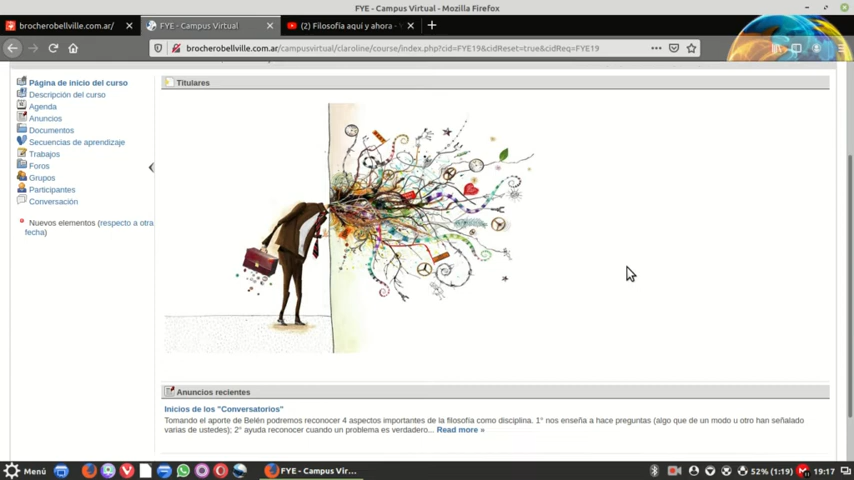 FYE - Campus Virtual - Mozilla Firefox
brocherobellville.com.ar/
FYE - Campus Virtual
(2) Filosofía aquí y ahora - Y
brocherobellville.com.ar/campusvirtual/claroline/course/index.php?cid=FYE19&cidReset=true&cidReq=FYE19
Página de inicio del curso
Descripción del curso
Agenda
Anuncios
Documentos
Secuencias de aprendizaje
Trabajos
Foros
Grupos
Participantes
Conversación
Nuevos elementos (respecto a otra
fecha)
Titulares
Anuncios recientes
Inicios de los "Conversatorios"
Tomando el aporte de Belén podremos reconocer 4 aspectos importantes de la filosofía como disciplina. 1° nos enseña a hace preguntas (algo que de un modo u otro han señalado
varias de ustedes); 2° ayuda reconocer cuando un problema es verdadero... Read more »
Menú
FYE - Campus Vir...
52% (1:19)
19:17